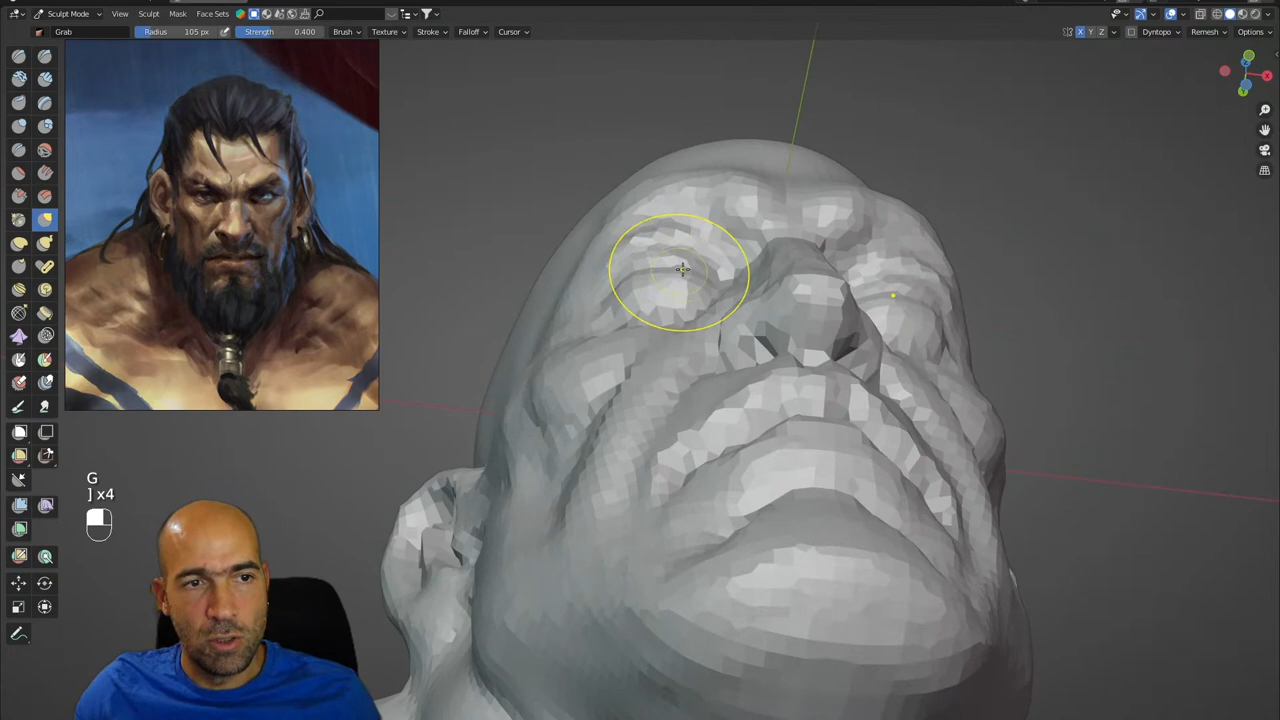 Sculpt Mode View Sculpt Mask Face Sets
Grab Radius 105 px Strength 0.400 Brush Texture Stroke Falloff Cursor X Y Z Dyntopo Remesh Options
X
Z
Y
G
] x4